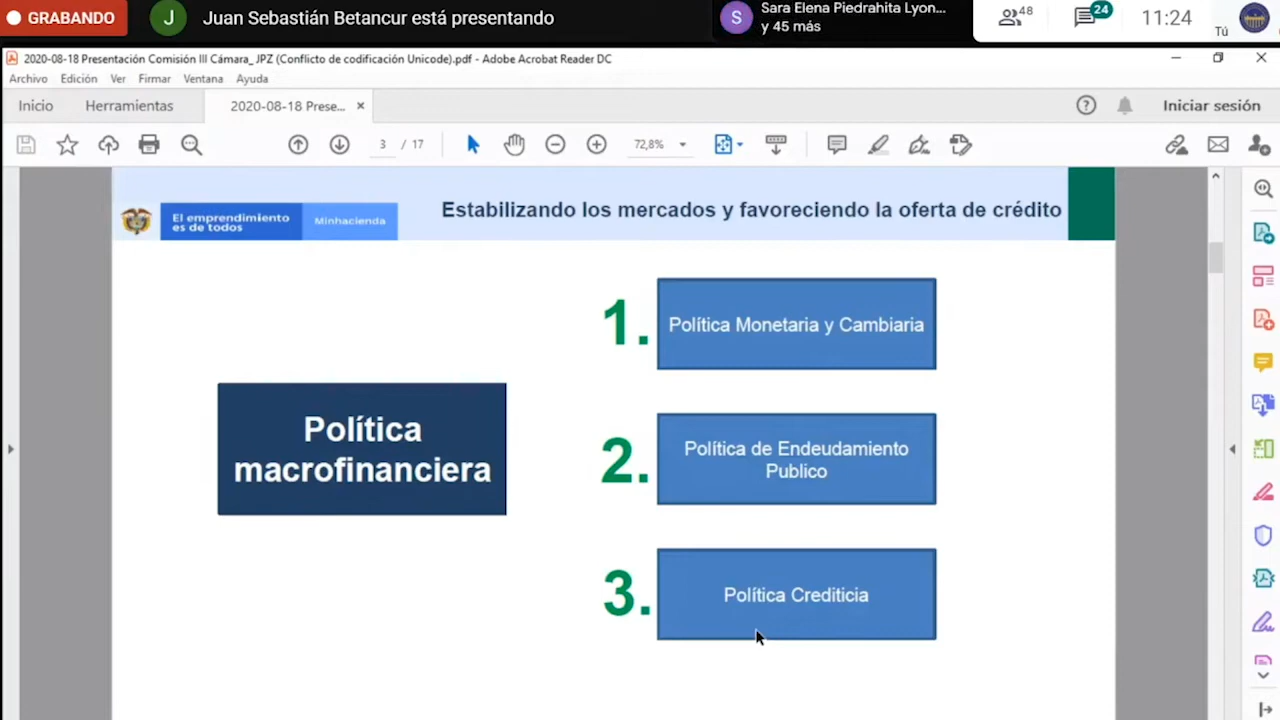 GRABANDO
J
Juan Sebastián Betancur está presentando
S
Sara Elena Piedrahita Lyon...
y 45 más
48
24
11:24
Tú
2020-08-18 Presentación Comisión III Cámara_ JPZ (Conflicto de codificación Unicode).pdf - Adobe Acrobat Reader DC
Archivo Edición Ver Firmar Ventana Ayuda
Inicio Herramientas 2020-08-18 Prese... Iniciar sesión
3 / 17 72,8%
El emprendimiento
es de todos
Minhacienda
Estabilizando los mercados y favoreciendo la oferta de crédito
Política
macrofinanciera
1. Política Monetaria y Cambiaria
2. Política de Endeudamiento
Publico
3. Política Crediticia